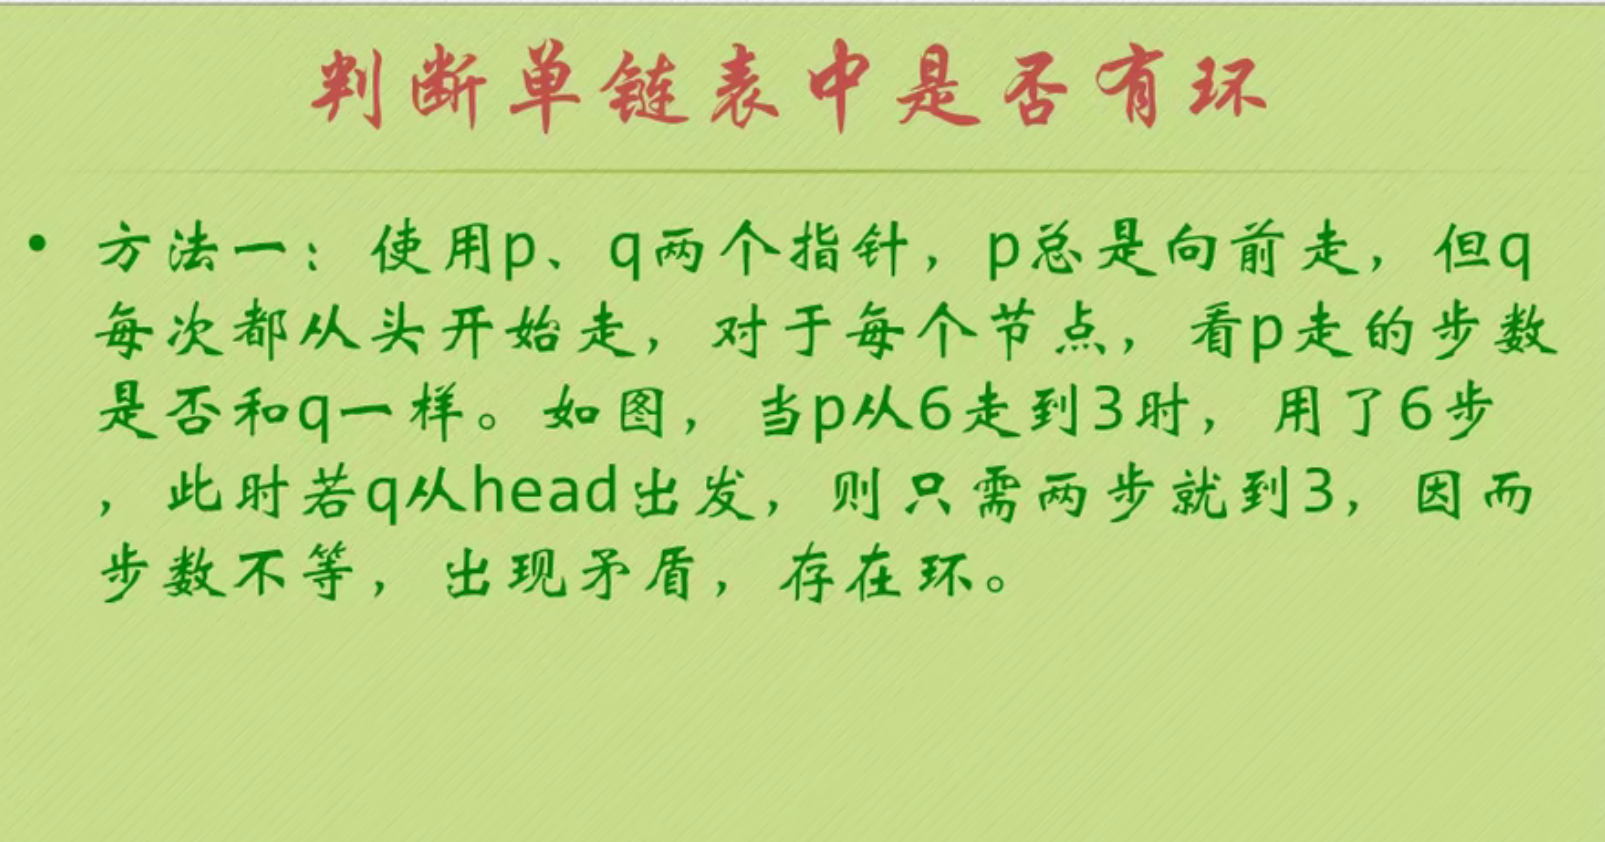 判断单链表中是否有环
• 方法一：使用p、q两个指针，p总是向前走，但q
每次都从头开始走，对于每个节点，看p走的步数
是否和q一样。如图，当p从6走到3时，用了6步
，此时若q从head出发，则只需两步就到3，因而
步数不等，出现矛盾，存在环。